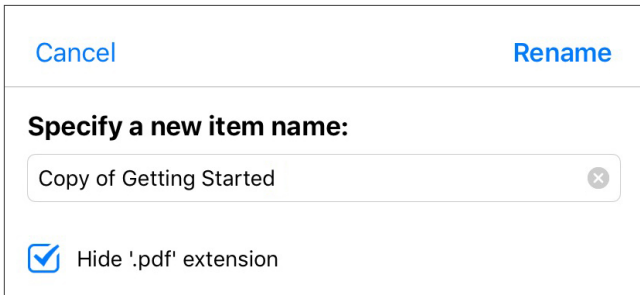 Cancel Rename
Specify a new item name:
Copy of Getting Started
Hide '.pdf' extension